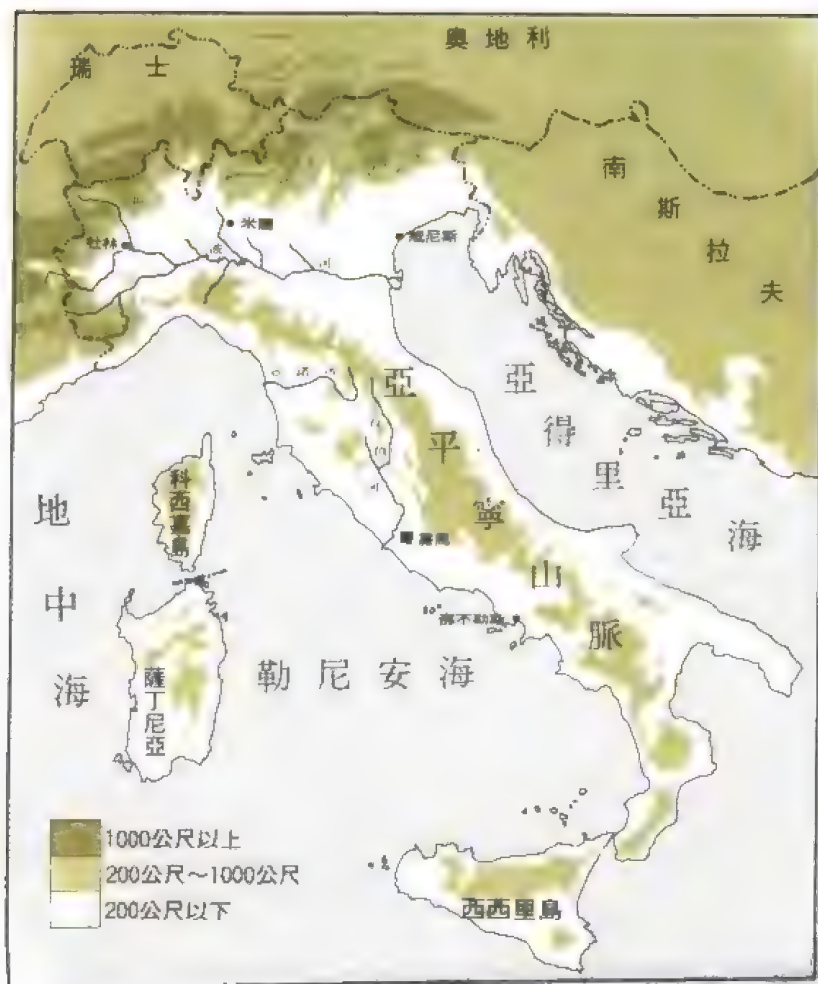 瑞士
奧地利
南斯拉夫
米蘭
杜林
威尼斯
波河
亞得里亞海
亞平寧山脈
科西嘉島
地中海
羅馬
那不勒斯
薩丁尼亞
勒尼安海
1000公尺以上
200公尺~1000公尺
200公尺以下
西西里島